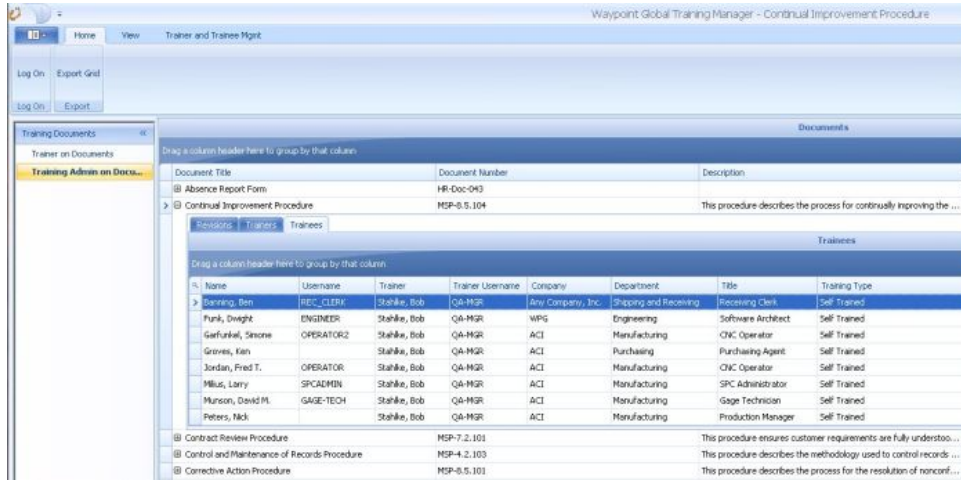 Waypoint Global Training Manager - Continual Improvement Procedure
Home View Trainer and Trainee Mgmt
Log On Export Grid
Log On Export
Training Documents «
Trainer on Documents
Training Admin on Docu...
Documents
Drag a column header here to group by that column
Document Title Document Number Description
Absence Report Form HR-Doc-043
Continual Improvement Procedure MSP-8.5.104 This procedure describes the process for continually improving the ...
Revisions Trainers Trainees
Trainees
Drag a column header here to group by that column
Name Username Trainer Trainer Username Company Department Title Training Type
Banning, Ben REC_CLERK Stahlke, Bob QA-MGR Any Company, Inc. Shipping and Receiving Receiving Clerk Self Trained
Funk, Dwight ENGINEER Stahlke, Bob QA-MGR WPG Engineering Software Architect Self Trained
Garfunkel, Simone OPERATOR2 Stahlke, Bob QA-MGR ACI Manufacturing CNC Operator Self Trained
Groves, Ken Stahlke, Bob QA-MGR ACI Purchasing Purchasing Agent Self Trained
Jordan, Fred T. OPERATOR Stahlke, Bob QA-MGR ACI Manufacturing CNC Operator Self Trained
Milius, Larry SPCADMIN Stahlke, Bob QA-MGR ACI Manufacturing SPC Administrator Self Trained
Munson, David M. GAGE-TECH Stahlke, Bob QA-MGR ACI Manufacturing Gage Technician Self Trained
Peters, Nick Stahlke, Bob QA-MGR ACI Manufacturing Production Manager Self Trained
Contract Review Procedure MSP-7.2.101 This procedure ensures customer requirements are fully understoo...
Control and Maintenance of Records Procedure MSP-4.2.103 This procedure describes the methodology used to control records ...
Corrective Action Procedure MSP-8.5.101 This procedure describes the process for the resolution of nonconf...